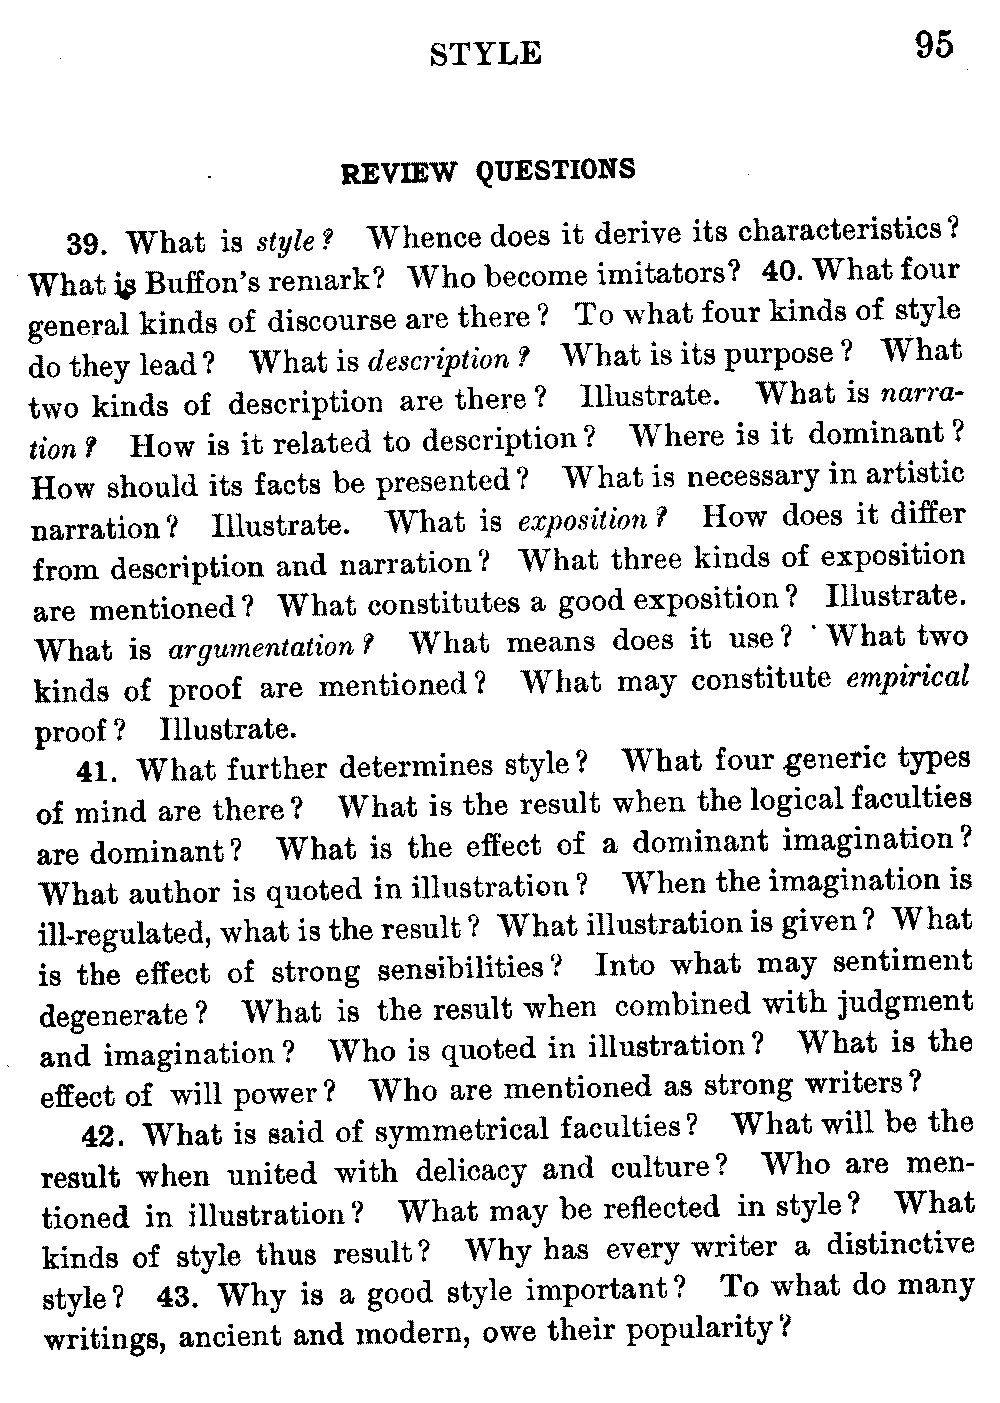 STYLE 95
REVIEW QUESTIONS
39. What is style? Whence does it derive its characteristics?
What is Buffon's remark? Who become imitators? 40. What four
general kinds of discourse are there? To what four kinds of style
do they lead? What is description? What is its purpose? What
two kinds of description are there? Illustrate. What is narra-
tion? How is it related to description? Where is it dominant?
How should its facts be presented? What is necessary in artistic
narration? Illustrate. What is exposition? How does it differ
from description and narration? What three kinds of exposition
are mentioned? What constitutes a good exposition? Illustrate.
What is argumentation? What means does it use? What two
kinds of proof are mentioned? What may constitute empirical
proof? Illustrate.
41. What further determines style? What four generic types
of mind are there? What is the result when the logical faculties
are dominant? What is the effect of a dominant imagination?
What author is quoted in illustration? When the imagination is
ill-regulated, what is the result? What illustration is given? What
is the effect of strong sensibilities? Into what may sentiment
degenerate? What is the result when combined with judgment
and imagination? Who is quoted in illustration? What is the
effect of will power? Who are mentioned as strong writers?
42. What is said of symmetrical faculties? What will be the
result when united with delicacy and culture? Who are men-
tioned in illustration? What may be reflected in style? What
kinds of style thus result? Why has every writer a distinctive
style? 43. Why is a good style important? To what do many
writings, ancient and modern, owe their popularity?